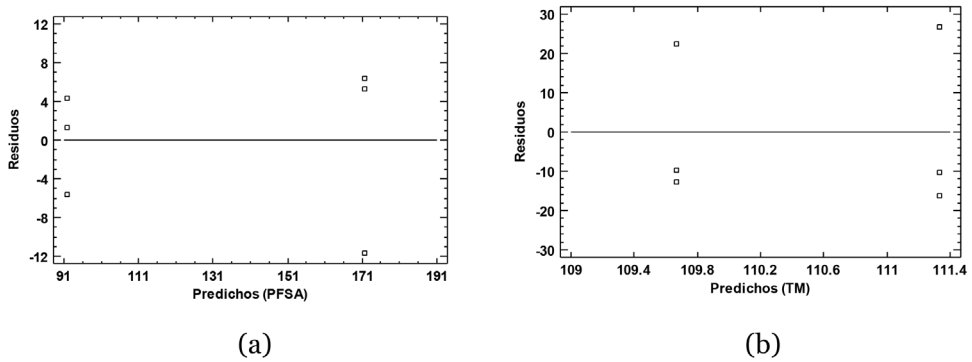 12
8
4
0
-4
-8
-12
Residuos
91 111 131 151 171 191
Predichos (PFSA)
(a)
30
20
10
0
-10
-20
-30
Residuos
109 109.4 109.8 110.2 110.6 111 111.4
Predichos (TM)
(b)